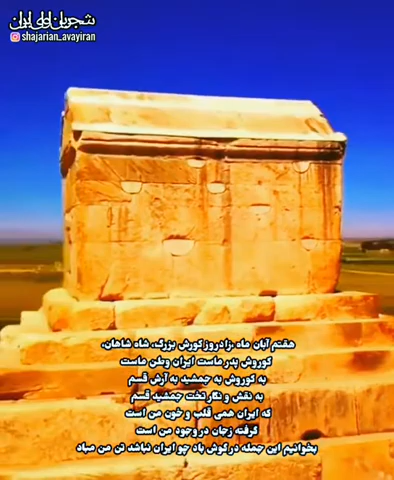 شجریان آوای ایران
shajarian_avayiran
هفتم آبان ماه ،زادروز کورش بزرگ، شاه شاهان،
کوروش پدر ماست ایران وطن ماست
به کوروش به جمشید به آرش قسم
به نقش و نگار تخت جمشید قسم
که ایران همی قلب و خون من است
گرفته زجان در وجود من است
بخوانیم این جمله در گوش باد چو ایران نباشد تن من مباد